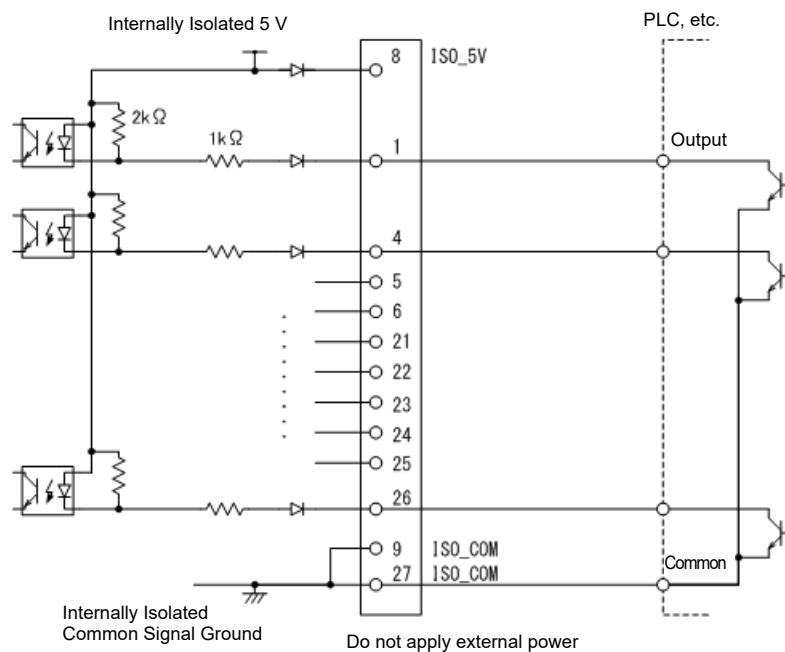 Internally Isolated 5 V
PLC, etc.
8 ISO_5V
2kΩ
1kΩ
1
Output
4
5
6
21
22
23
24
25
26
9 ISO_COM
27 ISO_COM
Common
Internally Isolated
Common Signal Ground
Do not apply external power